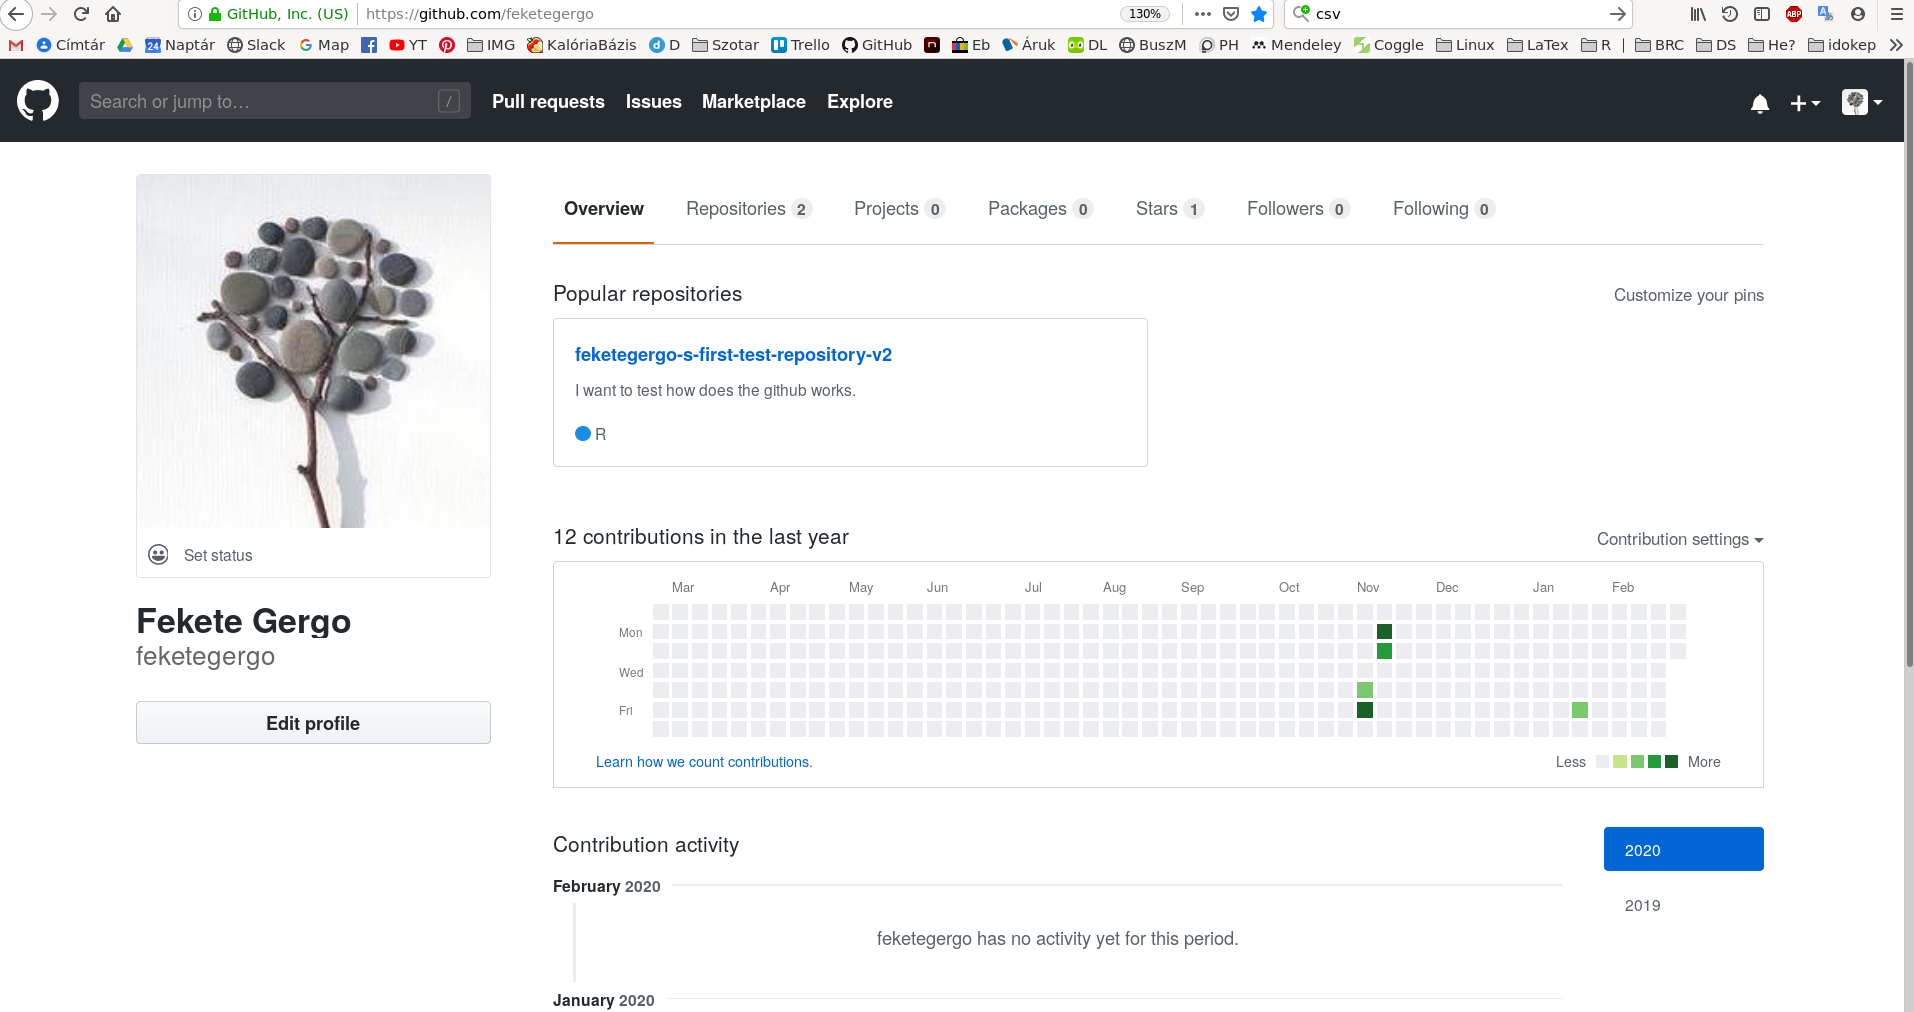 GitHub, Inc. (US) https://github.com/feketegergo 130% csv ABP
Címtár 24 Naptár Slack Map YT IMG KalóriaBázis D Szotar Trello GitHub Eb Áruk DL BuszM PH Mendeley Coggle Linux LaTex R | BRC DS He? idokep
Search or jump to… / Pull requests Issues Marketplace Explore
Overview Repositories 2 Projects 0 Packages 0 Stars 1 Followers 0 Following 0
Popular repositories Customize your pins
feketegergo-s-first-test-repository-v2
I want to test how does the github works.
R
Set status
Fekete Gergo
feketegergo
Edit profile
12 contributions in the last year Contribution settings
Mar Apr May Jun Jul Aug Sep Oct Nov Dec Jan Feb
Mon
Wed
Fri
Learn how we count contributions. Less More
Contribution activity 2020
February 2020
2019
feketegergo has no activity yet for this period.
January 2020